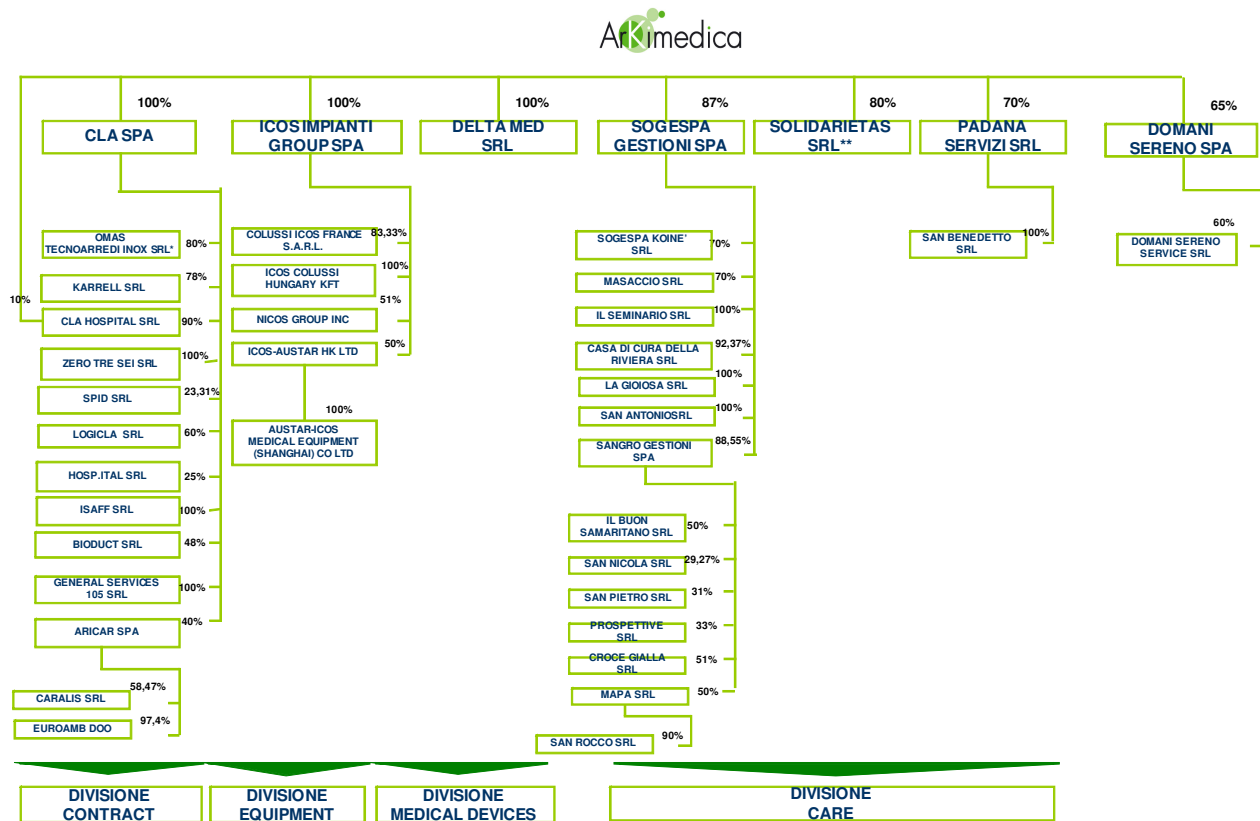 ArKimedica
100%
100%
100%
87%
80%
70%
65%
CLA SPA
ICOS IMPIANTI
GROUP SPA
DELTA MED
SRL
SOGESPA
GESTIONI SPA
SOLIDARIETAS
SRL**
PADANA
SERVIZI SRL
DOMANI
SERENO SPA
OMAS
TECNOARREDI INOX SRL*
80%
KARRELL SRL
78%
10%
CLA HOSPITAL SRL
90%
ZERO TRE SEI SRL
100%
SPID SRL
23,31%
LOGICLA SRL
60%
HOSP.ITAL SRL
25%
ISAFF SRL
100%
BIODUCT SRL
48%
GENERAL SERVICES
105 SRL
100%
ARICAR SPA
40%
CARALIS SRL
58,47%
EUROAMB DOO
97,4%
COLUSSI ICOS FRANCE
S.A.R.L.
83,33%
ICOS COLUSSI
HUNGARY KFT
100%
NICOS GROUP INC
51%
ICOS-AUSTAR HK LTD
50%
100%
AUSTAR-ICOS
MEDICAL EQUIPMENT
(SHANGHAI) CO LTD
SOGESPA KOINE'
SRL
70%
MASACCIO SRL
70%
IL SEMINARIO SRL
100%
CASA DI CURA DELLA
RIVIERA SRL
92,37%
LA GIOIOSA SRL
100%
SAN ANTONIOSRL
100%
SANGRO GESTIONI
SPA
88,55%
IL BUON
SAMARITANO SRL
50%
SAN NICOLA SRL
29,27%
SAN PIETRO SRL
31%
PROSPETTIVE
SRL
33%
CROCE GIALLA
SRL
51%
MAPA SRL
50%
SAN ROCCO SRL
90%
SAN BENEDETTO
SRL
100%
60%
DOMANI SERENO
SERVICE SRL
DIVISIONE
CONTRACT
DIVISIONE
EQUIPMENT
DIVISIONE
MEDICAL DEVICES
DIVISIONE
CARE